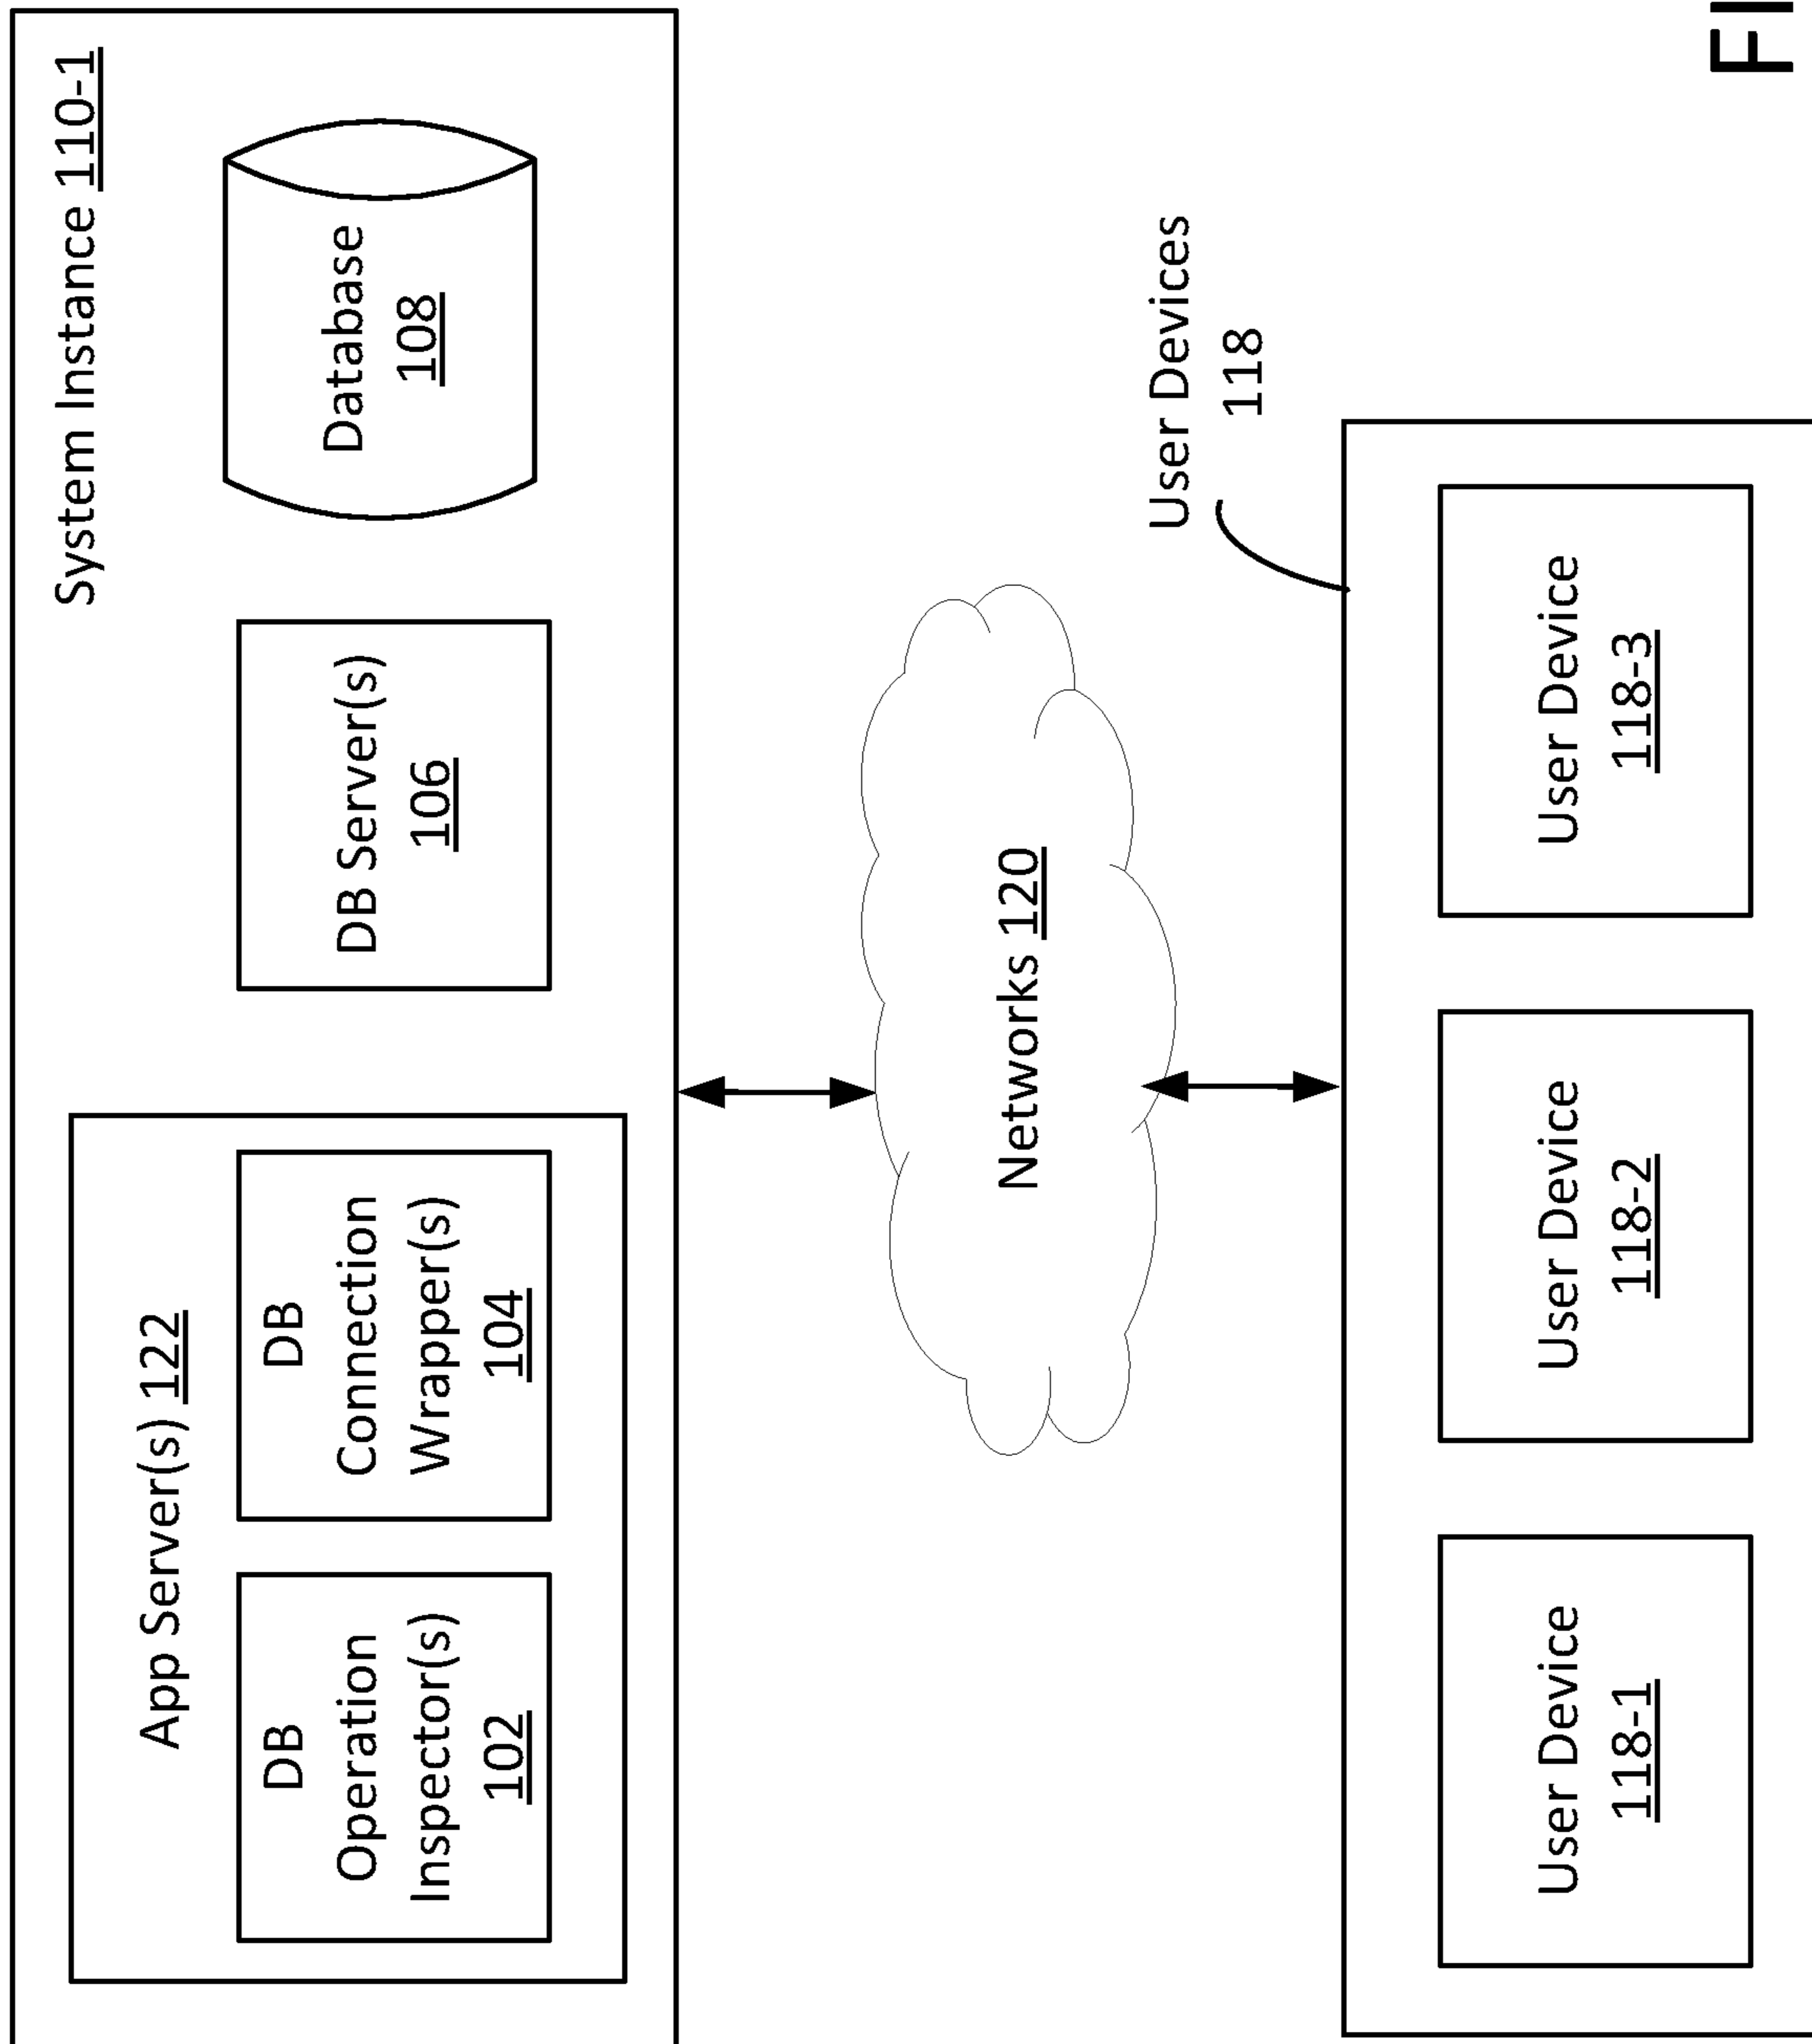 System Instance 110-1
App Server(s) 122
DB
Operation
Inspector(s)
102
DB
Connection
Wrapper(s)
104
DB Server(s)
106
Database
108
Networks 120
User Devices
118
User Device
118-1
User Device
118-2
User Device
118-3
FI